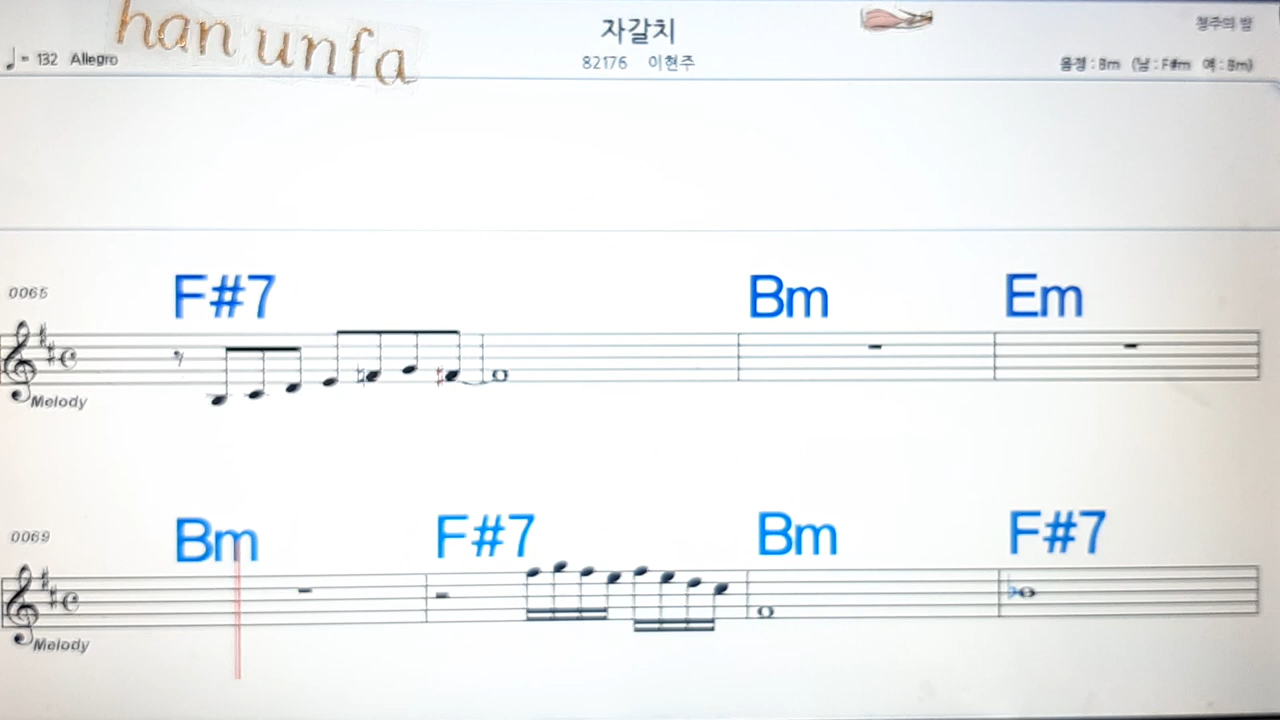 han unfa
자갈치
청주의 밤
♩= 132 Allegro
82176 이현주
음정 : Bm (남 : F#m 여 : Bm)
F#7 Bm Em
0065
Melody
Bm F#7 Bm F#7
0069
Melody